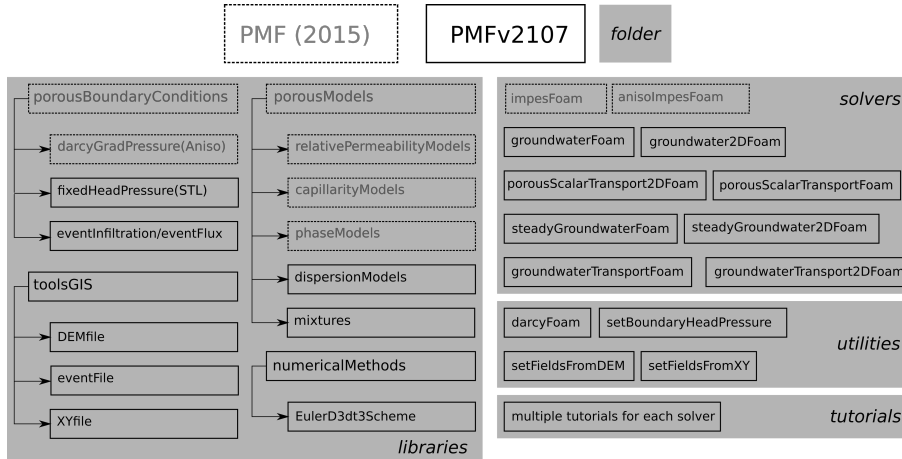 PMF (2015)
PMFv2107
folder
porousBoundaryConditions
darcyGradPressure(Aniso)
fixedHeadPressure(STL)
eventInfiltration/eventFlux
toolsGIS
DEMfile
eventFile
XYfile
porousModels
relativePermeabilityModels
capillarityModels
phaseModels
dispersionModels
mixtures
numericalMethods
EulerD3dt3Scheme
libraries
impesFoam
anisoImpesFoam
solvers
groundwaterFoam
groundwater2DFoam
porousScalarTransport2DFoam
porousScalarTransportFoam
steadyGroundwaterFoam
steadyGroundwater2DFoam
groundwaterTransportFoam
groundwaterTransport2DFoam
darcyFoam
setBoundaryHeadPressure
utilities
setFieldsFromDEM
setFieldsFromXY
multiple tutorials for each solver
tutorials